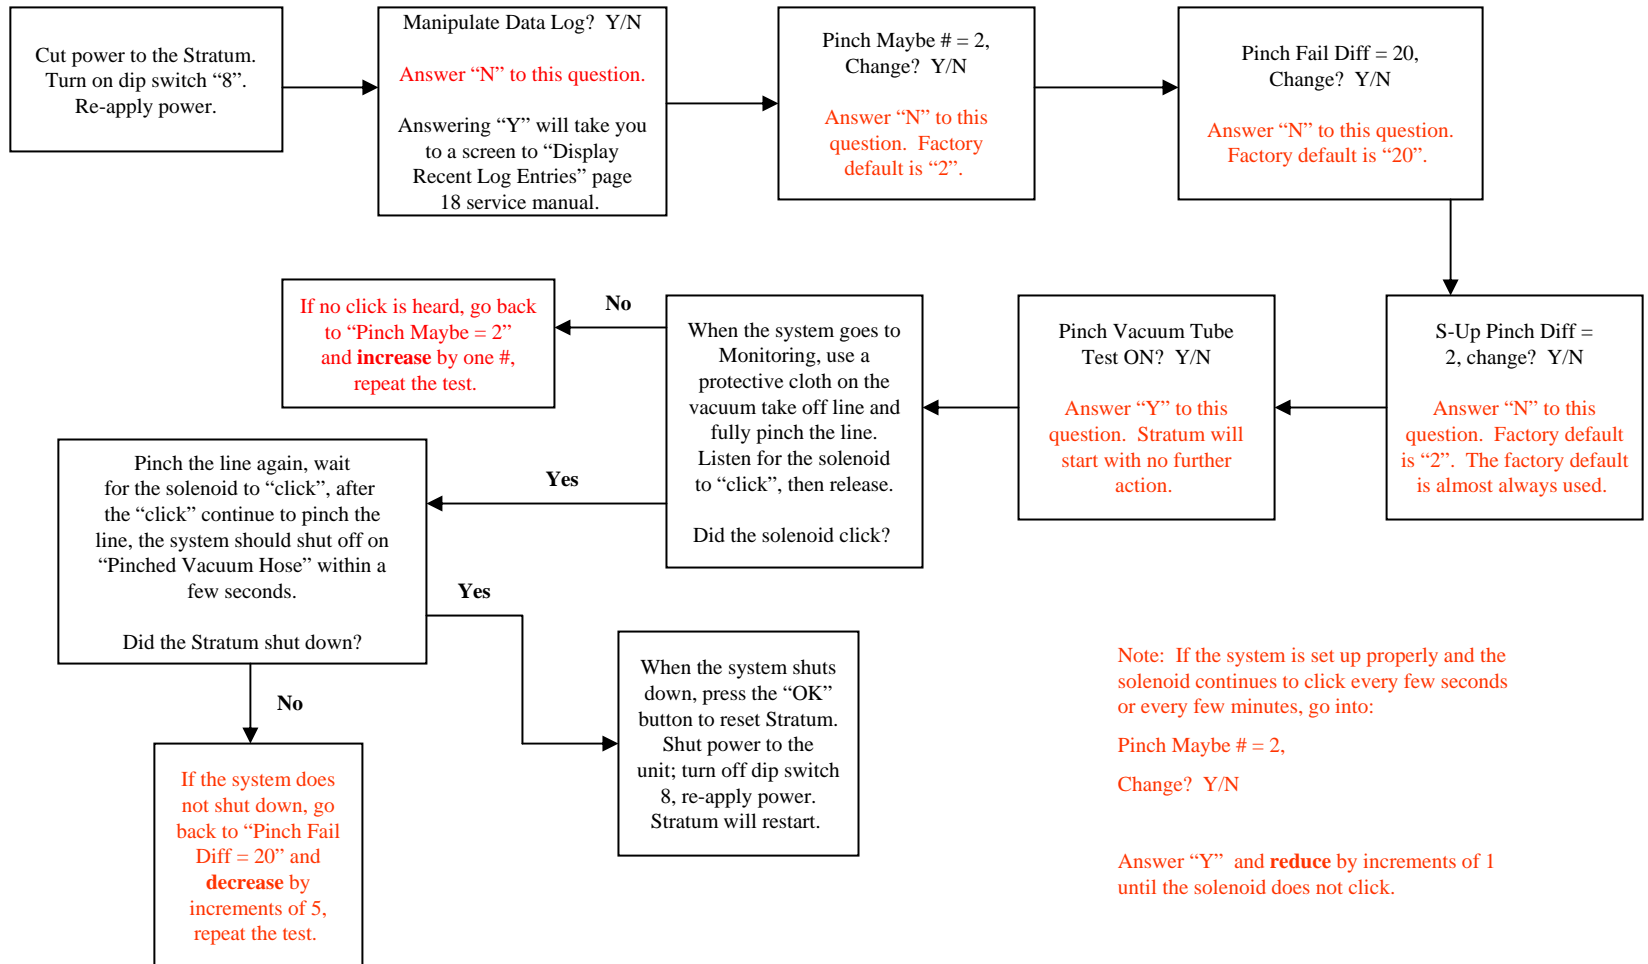 Cut power to the Stratum.
Turn on dip switch “8”.
Re-apply power.
Manipulate Data Log?  Y/N
Answer “N” to this question.
Answering “Y” will take you
to a screen to “Display
Recent Log Entries” page
18 service manual.
Pinch Maybe # = 2,
Change?  Y/N
Answer “N” to this
question.  Factory
default is “2”.
Pinch Fail Diff = 20,
Change?  Y/N
Answer “N” to this question.
Factory default is “20”.
S-Up Pinch Diff =
2, change?  Y/N
Answer “N” to this
question.  Factory default
is “2”.  The factory default
is almost always used.
Pinch Vacuum Tube
Test ON?  Y/N
Answer “Y” to this
question.  Stratum will
start with no further
action.
When the system goes to
Monitoring, use a
protective cloth on the
vacuum take off line and
fully pinch the line.
Listen for the solenoid
to “click”, then release.
Did the solenoid click?
No
If no click is heard, go back
to “Pinch Maybe = 2”
and increase by one #,
repeat the test.
Yes
Pinch the line again, wait
for the solenoid to “click”, after
the “click” continue to pinch the
line, the system should shut off on
“Pinched Vacuum Hose” within a
few seconds.
Did the Stratum shut down?
Yes
When the system shuts
down, press the “OK”
button to reset Stratum.
Shut power to the
unit; turn off dip switch
8, re-apply power.
Stratum will restart.
No
If the system does
not shut down, go
back to “Pinch Fail
Diff = 20” and
decrease by
increments of 5,
repeat the test.
Note:  If the system is set up properly and the
solenoid continues to click every few seconds
or every few minutes, go into:
Pinch Maybe # = 2,
Change?  Y/N
Answer “Y”  and reduce by increments of 1
until the solenoid does not click.